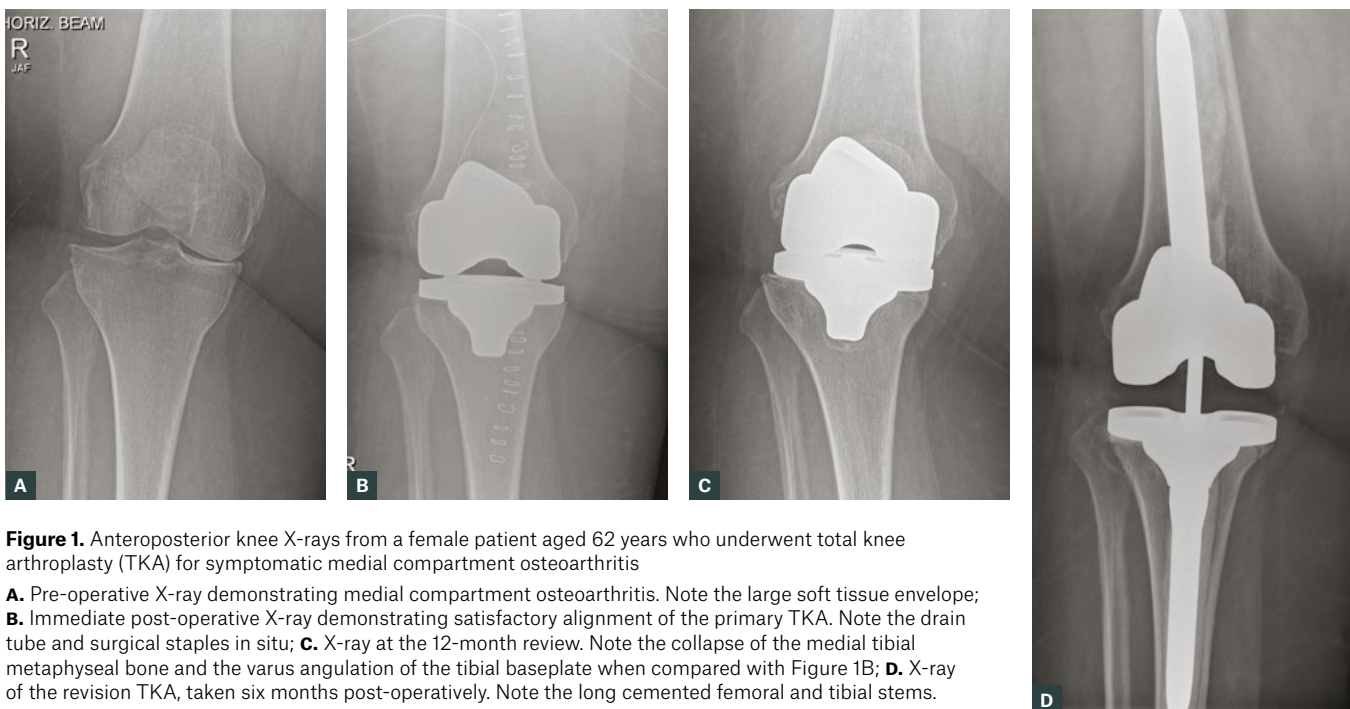 HORIZ. BEAM
R
JAF
R
A
B
C
D
Figure 1. Anteroposterior knee X-rays from a female patient aged 62 years who underwent total knee
arthroplasty (TKA) for symptomatic medial compartment osteoarthritis
A. Pre-operative X-ray demonstrating medial compartment osteoarthritis. Note the large soft tissue envelope;
B. Immediate post-operative X-ray demonstrating satisfactory alignment of the primary TKA. Note the drain
tube and surgical staples in situ; C. X-ray at the 12-month review. Note the collapse of the medial tibial
metaphyseal bone and the varus angulation of the tibial baseplate when compared with Figure 1B; D. X-ray
of the revision TKA, taken six months post-operatively. Note the long cemented femoral and tibial stems.